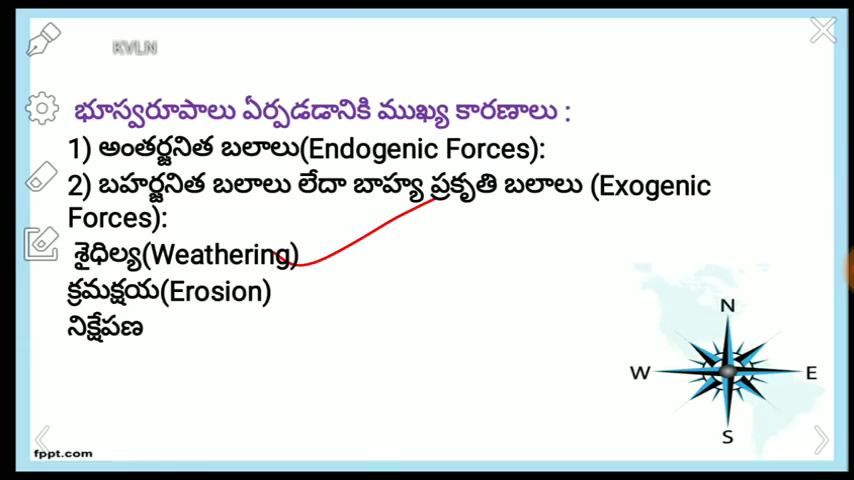 KVLN
భూస్వరూపాలు ఏర్పడడానికి ముఖ్య కారణాలు :
1) అంతర్జనిత బలాలు(Endogenic Forces):
2) బహర్జనిత బలాలు లేదా బాహ్య ప్రకృతి బలాలు (Exogenic
Forces):
శైధిల్య(Weathering)
క్రమక్షయ(Erosion)
నిక్షేపణ
N
W E
S
fppt.com